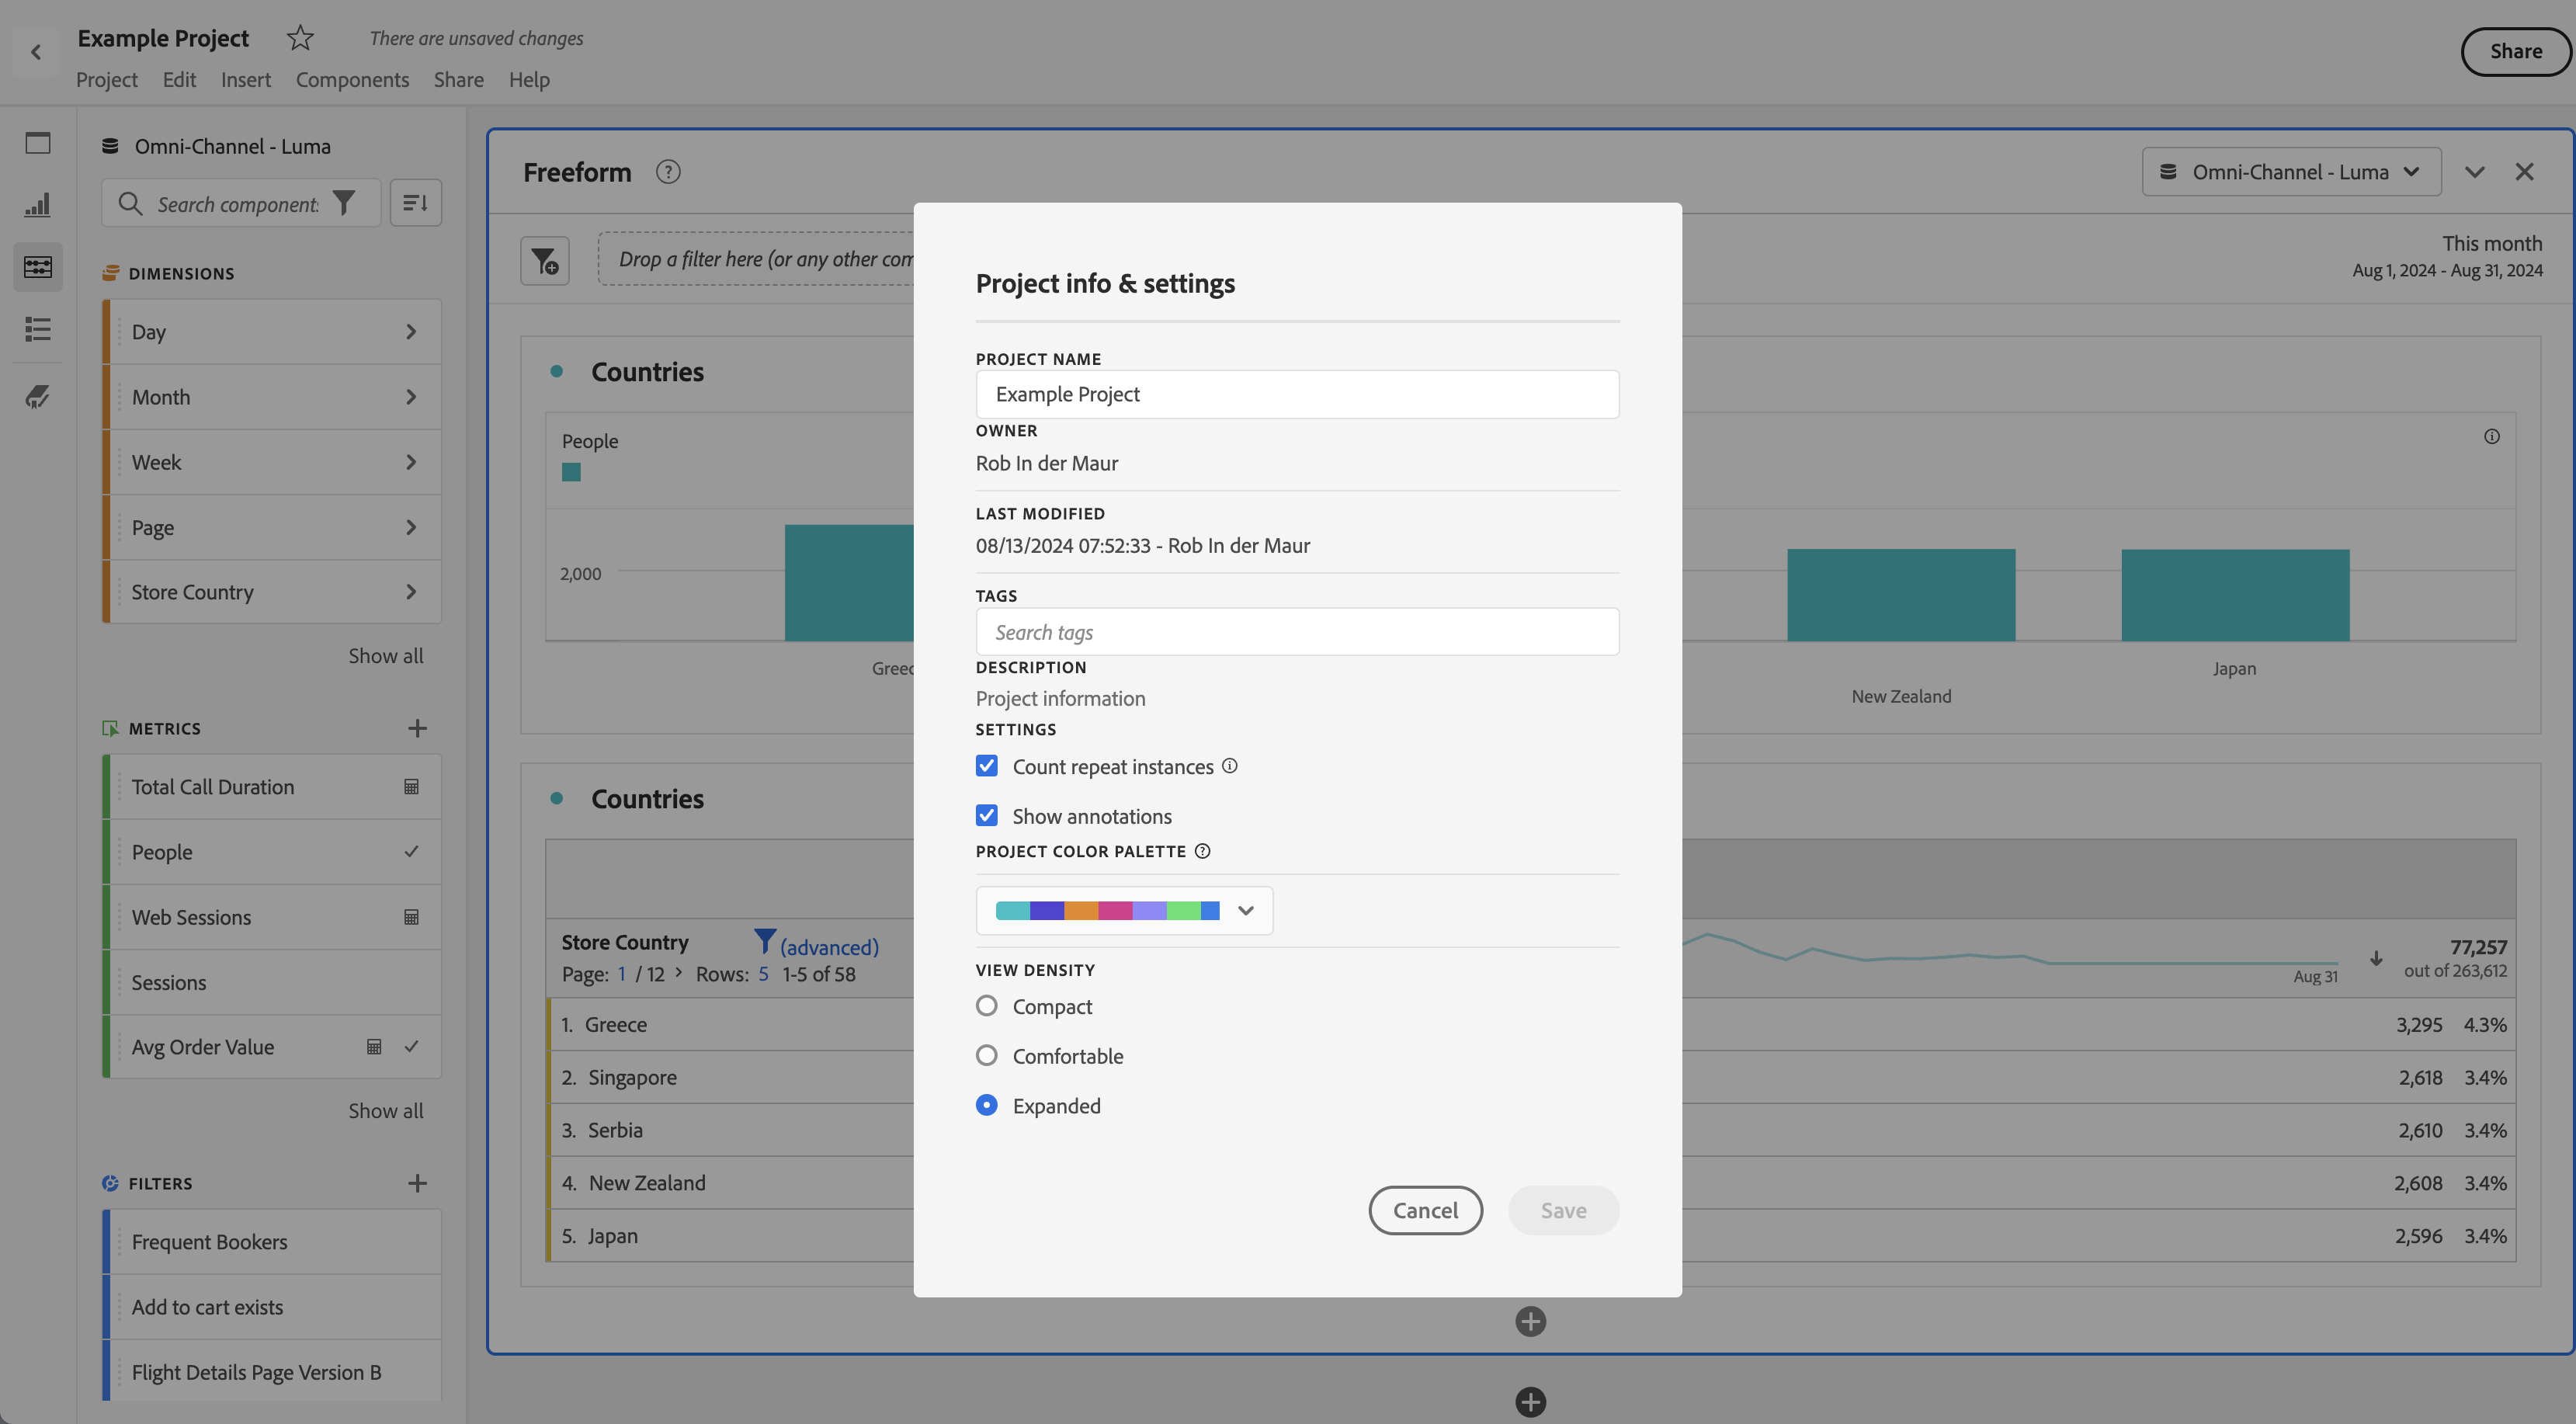 Example Project
There are unsaved changes
Project Edit Insert Components Share Help
Share
Omni-Channel - Luma
Search component
DIMENSIONS
Day
Month
Week
Page
Store Country
Show all
METRICS
Total Call Duration
People
Web Sessions
Sessions
Avg Order Value
Show all
FILTERS
Frequent Bookers
Add to cart exists
Flight Details Page Version B
Freeform
Omni-Channel - Luma
Drop a filter here (or any other com
This month
Aug 1, 2024 - Aug 31, 2024
Countries
People
2,000
Greec
New Zealand
Japan
Countries
Store Country (advanced)
Page: 1 / 12 > Rows: 5 1-5 of 58
Aug 31
77,257
out of 263,612
1. Greece 3,295 4.3%
2. Singapore 2,618 3.4%
3. Serbia 2,610 3.4%
4. New Zealand 2,608 3.4%
5. Japan 2,596 3.4%
Project info & settings
PROJECT NAME
Example Project
OWNER
Rob In der Maur
LAST MODIFIED
08/13/2024 07:52:33 - Rob In der Maur
TAGS
Search tags
DESCRIPTION
Project information
SETTINGS
Count repeat instances
Show annotations
PROJECT COLOR PALETTE
VIEW DENSITY
Compact
Comfortable
Expanded
Cancel
Save